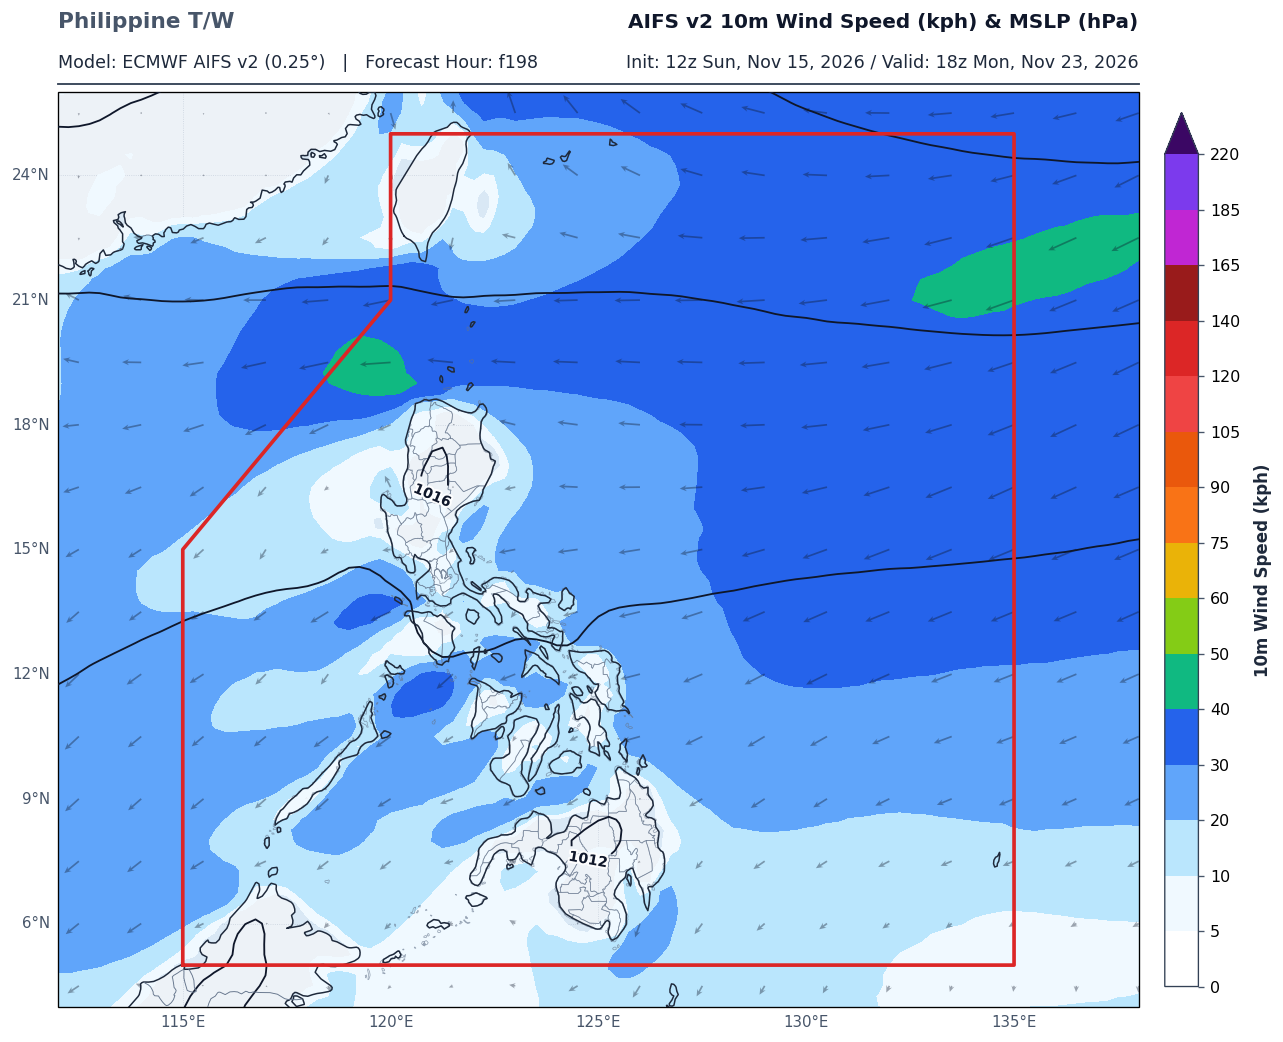 Philippine T/W
AIFS v2 10m Wind Speed (kph) & MSLP (hPa)
Model: ECMWF AIFS v2 (0.25°) | Forecast Hour: f198
Init: 12z Sun, Nov 15, 2026 / Valid: 18z Mon, Nov 23, 2026
24°N
21°N
18°N
15°N
12°N
9°N
6°N
1016
1012
115°E
120°E
125°E
130°E
135°E
220
185
165
140
120
105
90
75
60
50
40
30
20
10
5
0
10m Wind Speed (kph)